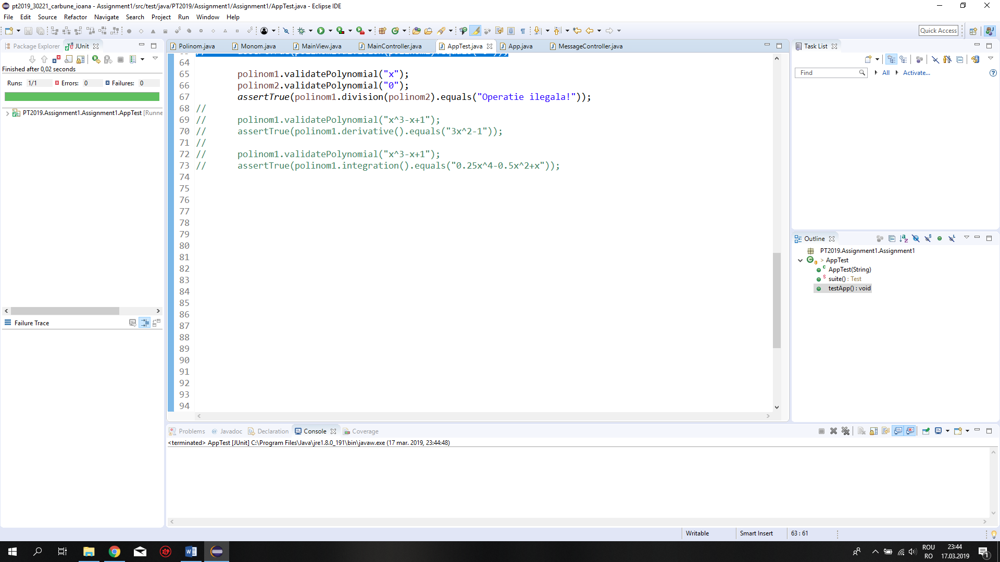 pt2019_30221_carbune_ioana - Assignment1/src/test/java/PT2019/Assignment1/Assignment1/AppTest.java - Eclipse IDE
File Edit Source Refactor Navigate Search Project Run Window Help
Quick Access
Package Explorer JUnit
Finished after 0,02 seconds
Runs: 1/1 Errors: 0 Failures: 0
PT2019.Assignment1.Assignment1.AppTest [Runne
Failure Trace
Polinom.java Monom.java MainView.java MainController.java AppTest.java App.java MessageController.java
64
65 polinom1.validatePolynomial("x");
66 polinom2.validatePolynomial("0");
67 assertTrue(polinom1.division(polinom2).equals("Operatie ilegala!"));
68 //
69 // polinom1.validatePolynomial("x^3-x+1");
70 // assertTrue(polinom1.derivative().equals("3x^2-1"));
71 //
72 // polinom1.validatePolynomial("x^3-x+1");
73 // assertTrue(polinom1.integration().equals("0.25x^4-0.5x^2+x"));
74
75
76
77
78
79
80
81
82
83
84
85
86
87
88
89
90
91
92
93
94
Task List
Find All Activate...
Outline
PT2019.Assignment1.Assignment1
> AppTest
AppTest(String)
suite() : Test
testApp() : void
Problems @ Javadoc Declaration Console Coverage
<terminated> AppTest [JUnit] C:\Program Files\Java\jre1.8.0_191\bin\javaw.exe (17 mar. 2019, 23:44:48)
Writable Smart Insert 63 : 61
ROU
RO
23:44
17.03.2019
1